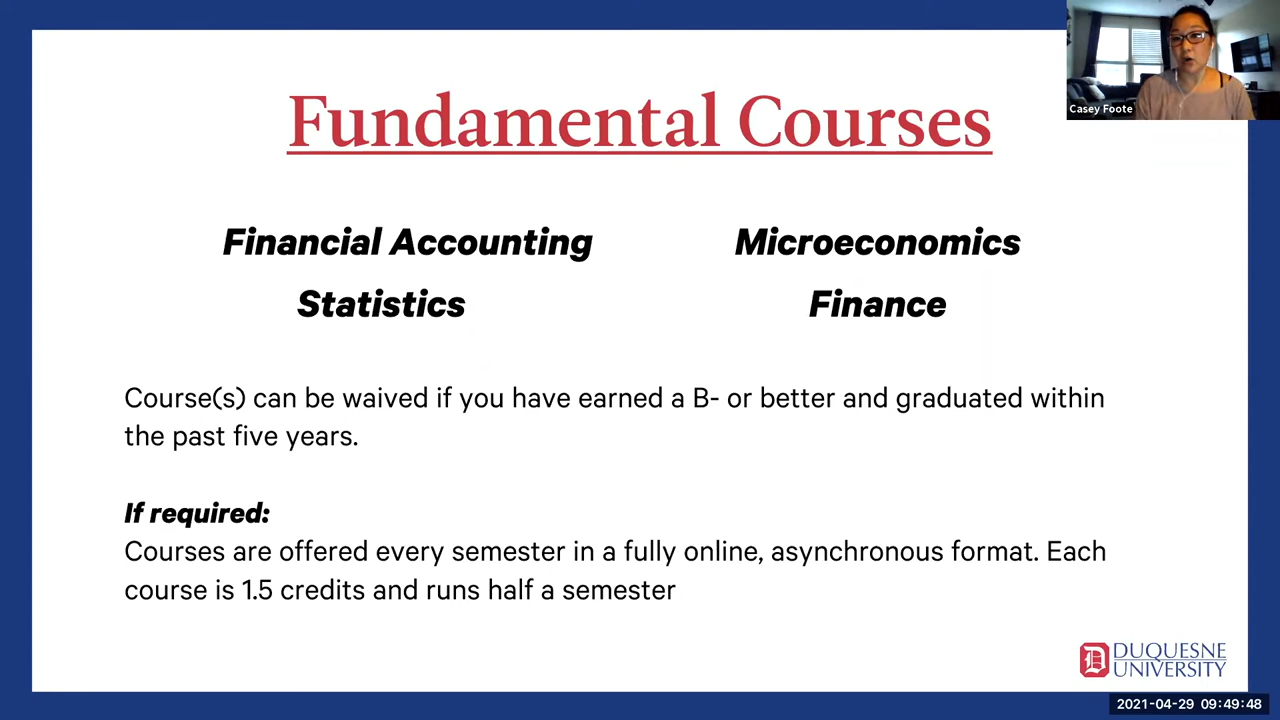 Casey Foote
Fundamental Courses
Financial Accounting
Microeconomics
Statistics
Finance
Course(s) can be waived if you have earned a B- or better and graduated within
the past five years.
If required:
Courses are offered every semester in a fully online, asynchronous format. Each
course is 1.5 credits and runs half a semester
D DUQUESNE
UNIVERSITY
2021-04-29 09:49:48